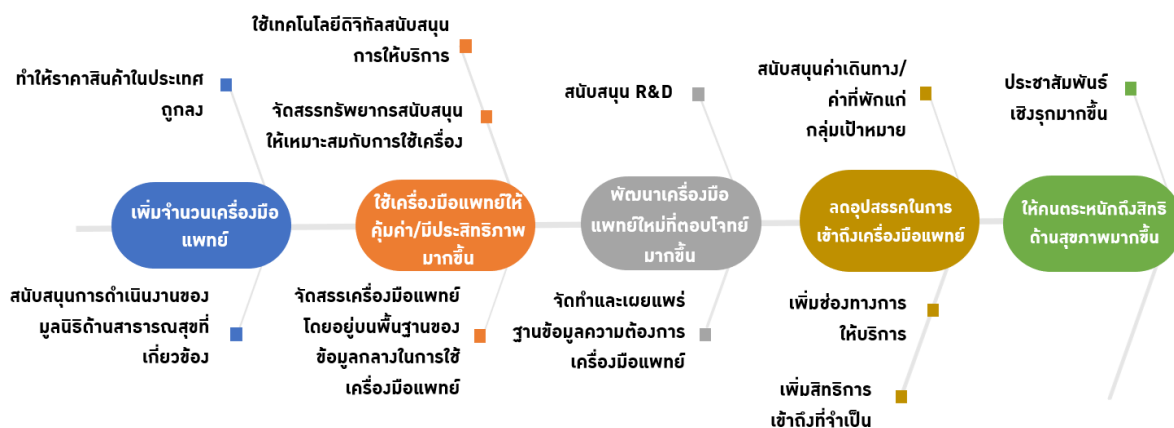 ทำให้ราคาสินค้าในประเทศ
ถูกลง
ใช้เทคโนโลยีดิจิทัลสนับสนุน
การให้บริการ
จัดสรรทรัพยากรสนับสนุน
ให้เหมาะสมกับการใช้เครื่อง
สนับสนุน R&D
สนับสนุนค่าเดินทาง/
ค่าที่พักแก่
กลุ่มเป้าหมาย
ประชาสัมพันธ์
เชิงรุกมากขึ้น
เพิ่มจำนวนเครื่องมือ
แพทย์
ใช้เครื่องมือแพทย์ให้
คุ้มค่า/มีประสิทธิภาพ
มากขึ้น
พัฒนาเครื่องมือ
แพทย์ใหม่ที่ตอบโจทย์
มากขึ้น
ลดอุปสรรคในการ
เข้าถึงเครื่องมือแพทย์
ให้คนตระหนักถึงสิทธิ
ด้านสุขภาพมากขึ้น
สนับสนุนการดำเนินงานของ
มูลนิธิด้านสาธารณสุขที่
เกี่ยวข้อง
จัดสรรเครื่องมือแพทย์
โดยอยู่บนพื้นฐานของ
ข้อมูลกลางในการใช้
เครื่องมือแพทย์
จัดทำและเผยแพร่
ฐานข้อมูลความต้องการ
เครื่องมือแพทย์
เพิ่มช่องทางการ
ให้บริการ
เพิ่มสิทธิการ
เข้าถึงที่จำเป็น